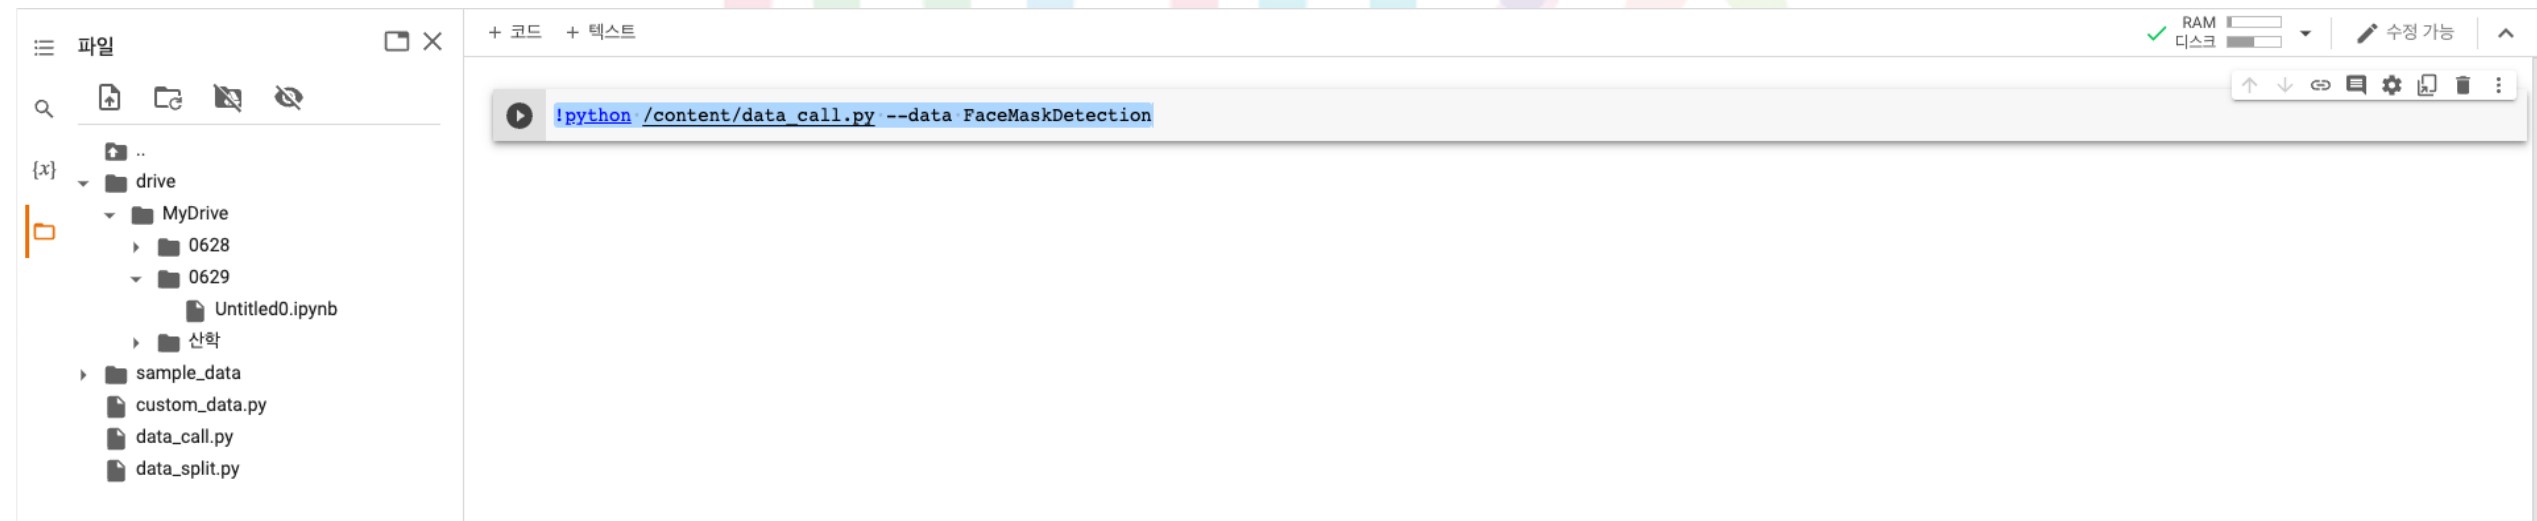 파일
+ 코드 + 텍스트
RAM
디스크
수정 가능
{x}
!python /content/data_call.py --data FaceMaskDetection
..
drive
MyDrive
0628
0629
Untitled0.ipynb
산학
sample_data
custom_data.py
data_call.py
data_split.py